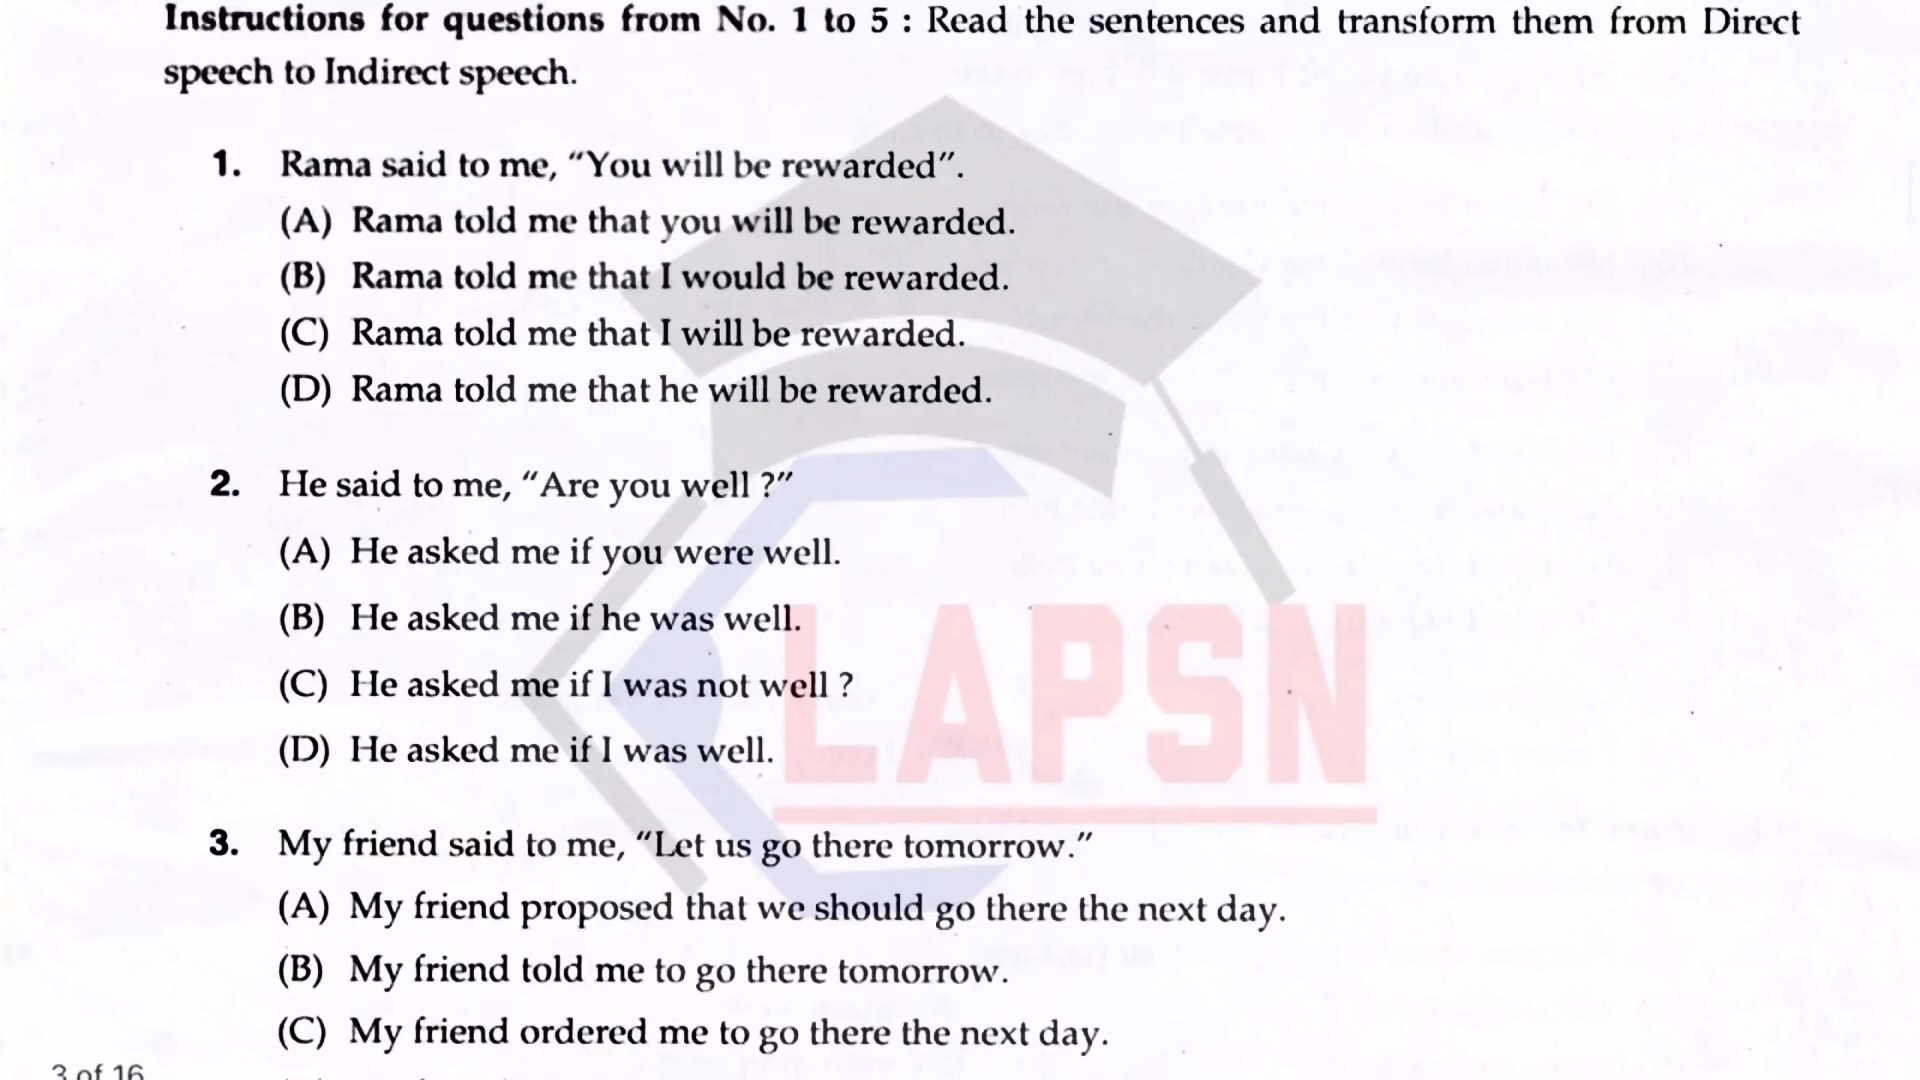 Instructions for questions from No. 1 to 5 : Read the sentences and transform them from Direct
speech to Indirect speech.
1. Rama said to me, “You will be rewarded”.
(A) Rama told me that you will be rewarded.
(B) Rama told me that I would be rewarded.
(C) Rama told me that I will be rewarded.
(D) Rama told me that he will be rewarded.
2. He said to me, “Are you well ?”
(A) He asked me if you were well.
(B) He asked me if he was well.
(C) He asked me if I was not well ?
(D) He asked me if I was well.
LAPSN
3. My friend said to me, “Let us go there tomorrow.”
(A) My friend proposed that we should go there the next day.
(B) My friend told me to go there tomorrow.
(C) My friend ordered me to go there the next day.
3 of 16